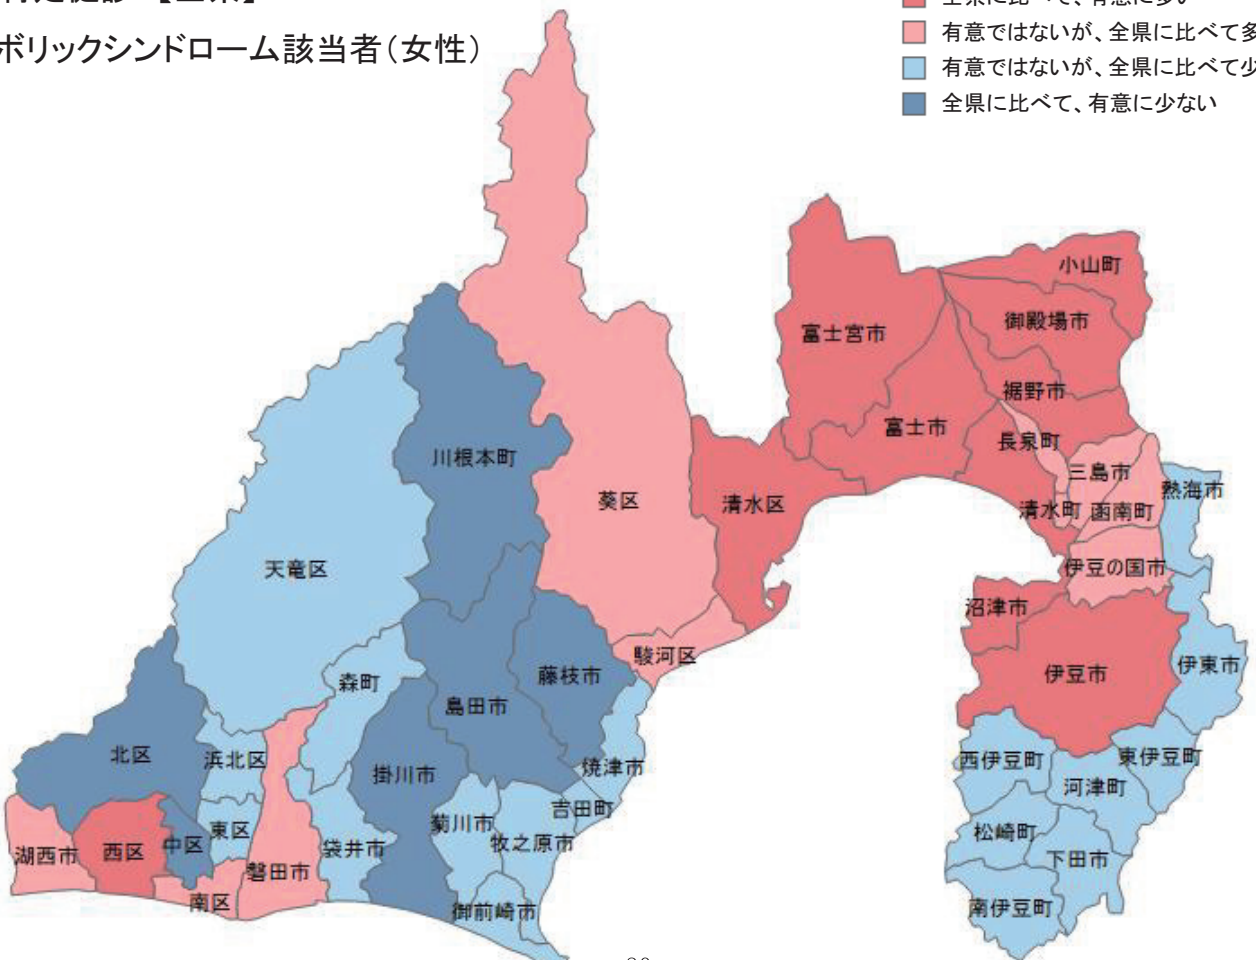 ボリックシンドローム該当者(女性)
有意ではないが、全県に比べて多
有意ではないが、全県に比べて少
全県に比べて、有意に少ない
小山町
御殿場市
富士宮市
裾野市
富士市
長泉町
三島市
熱海市
川根本町
葵区
清水区
清水町
函南町
天竜区
伊豆の国市
沼津市
駿河区
伊豆市
伊東市
森町
藤枝市
島田市
北区
浜北区
掛川市
焼津市
西伊豆町
東伊豆町
河津町
吉田町
菊川市
牧之原市
松崎町
下田市
湖西市
西区
中区
東区
袋井市
磐田市
南区
御前崎市
南伊豆町